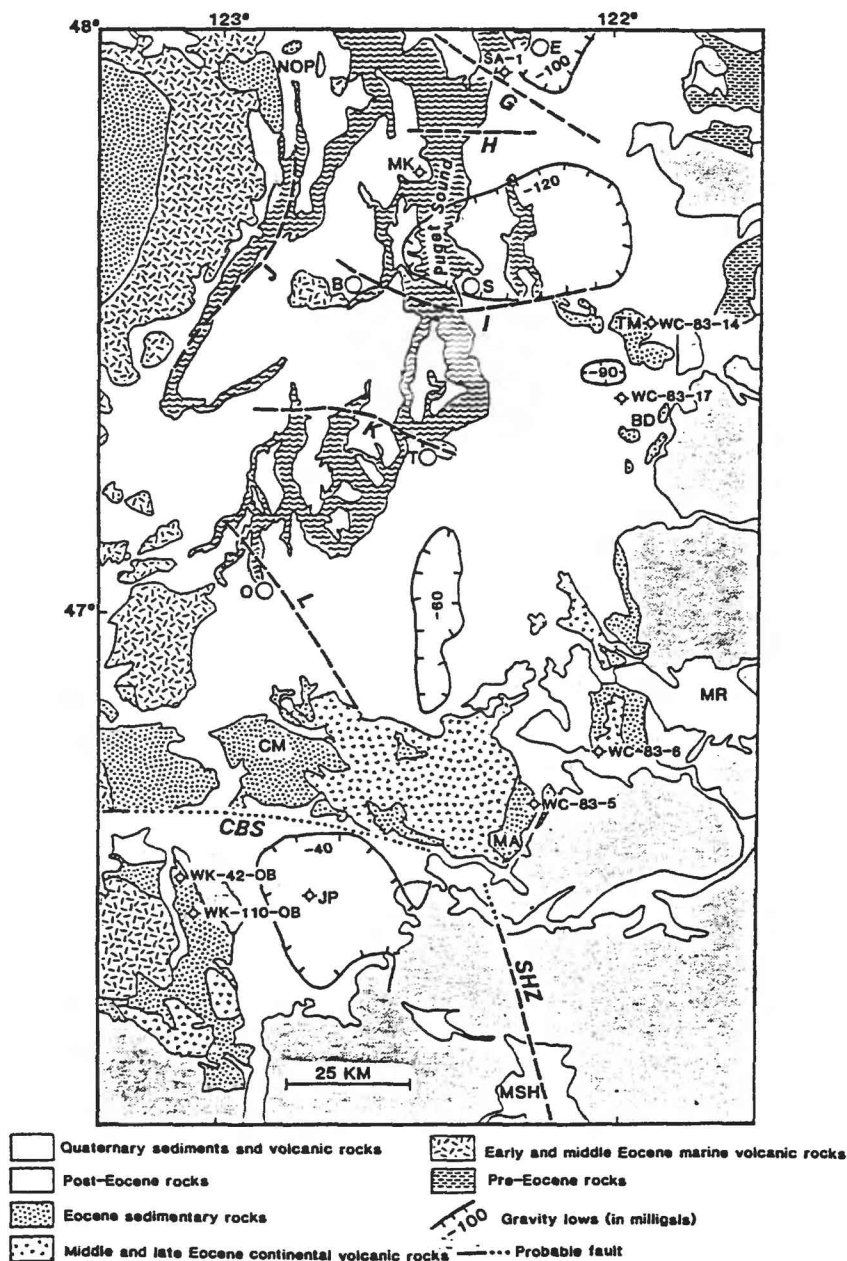 48°
123°
122°
NOP
SA-1
E
-100
G
H
MK
Puget Sound
-120
J
B
S
I
TM
WC-83-14
-90
WC-83-17
BD
K
T
O
47°
L
-60
MR
CM
WC-83-6
WC-83-5
MA
CBS
-40
WK-42-OB
JP
WK-110-OB
SHZ
25 KM
MSH
Quaternary sediments snd volcanic rocks
Post-Eocene rocks
Eocene sedimentary rocks
Middle and late Eocene continental volcanic rocks
Early and middle Eocene marine volcanic rocks
Pre-Eocene rocks
-100
Gravity lows (in milligsls)
Probable fault